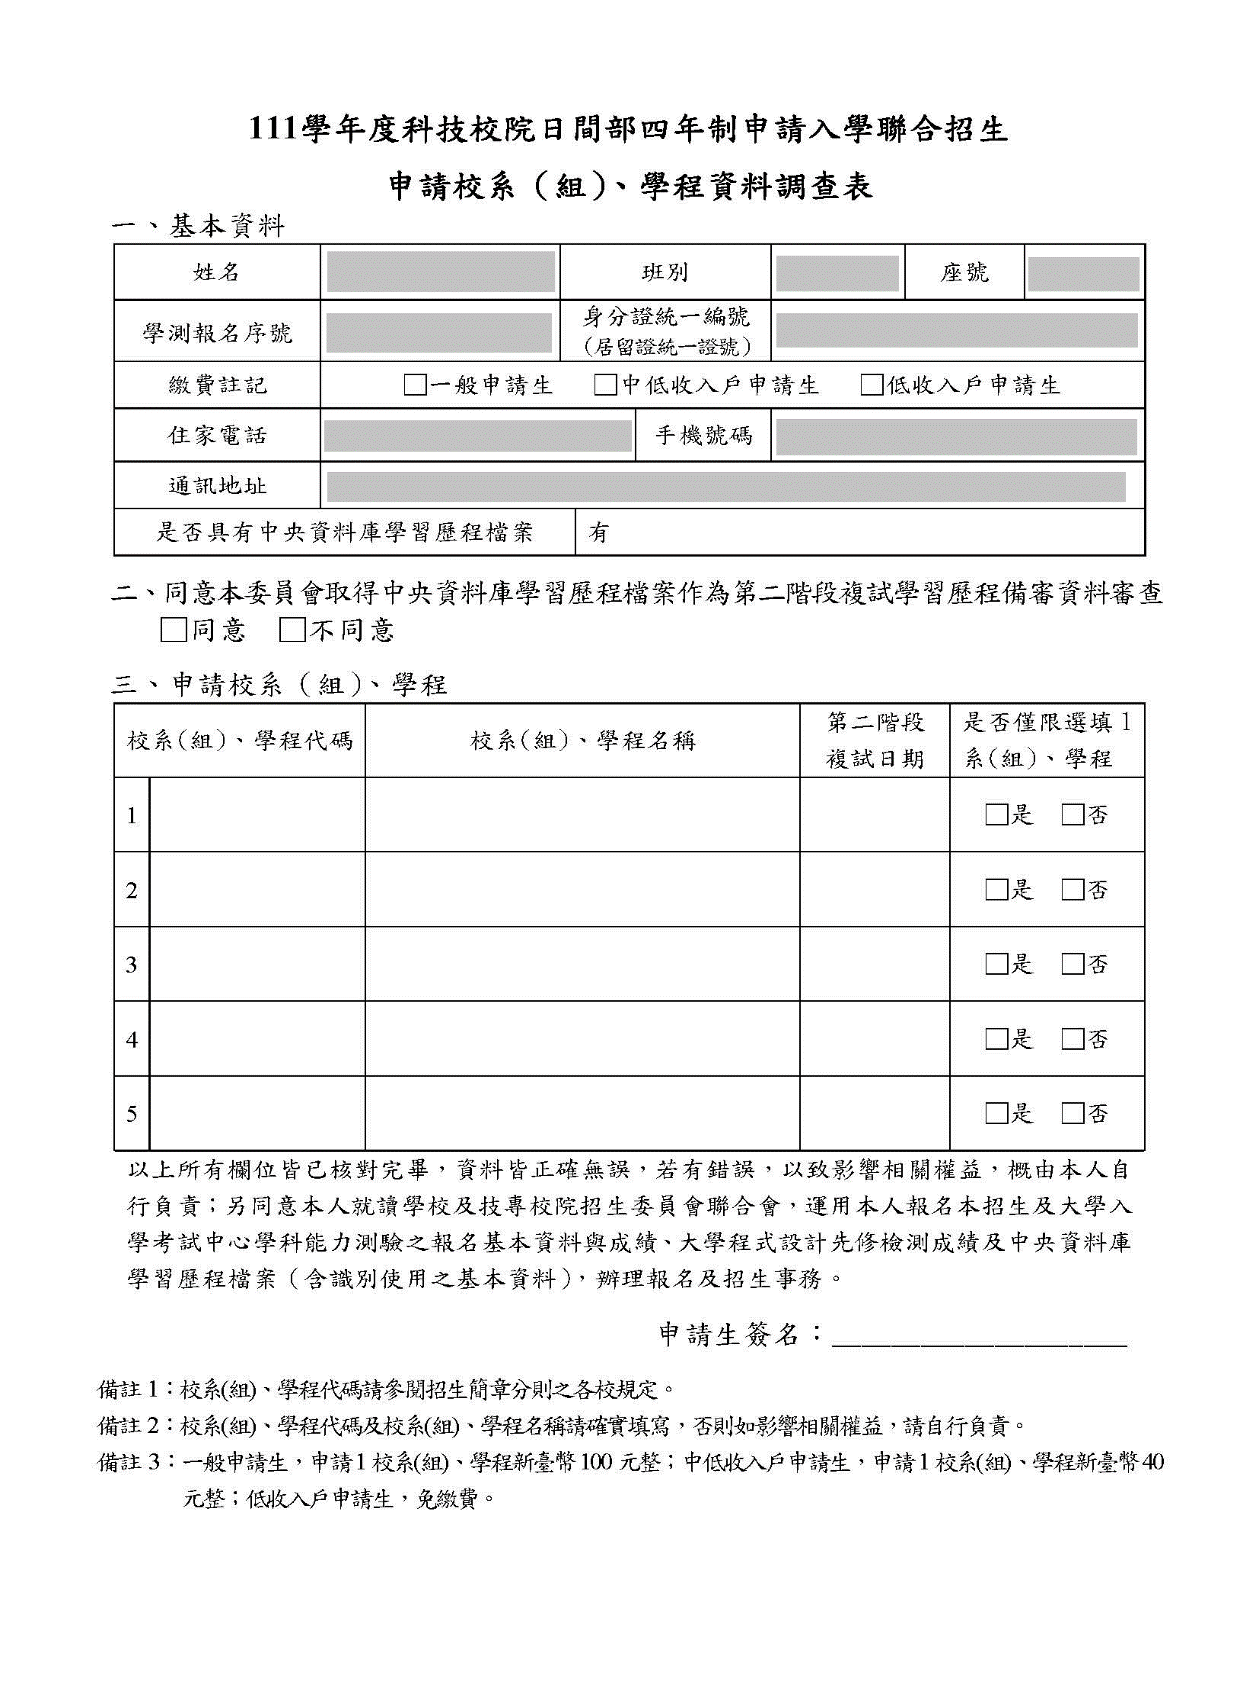 111學年度科技校院日間部四年制申請入學聯合招生
申請校系（組）、學程資料調查表
一、基本資料
姓名 班別 座號
學測報名序號 身分證統一編號
（居留證統一證號）
繳費註記 □一般申請生 □中低收入戶申請生 □低收入戶申請生
住家電話 手機號碼
通訊地址
是否具有中央資料庫學習歷程檔案 有
二、同意本委員會取得中央資料庫學習歷程檔案作為第二階段複試學習歷程備審資料審查
□同意 □不同意
三、申請校系（組）、學程
校系(組)、學程代碼 校系(組)、學程名稱 第二階段
複試日期 是否僅限選填1
系(組)、學程
1 □是 □否
2 □是 □否
3 □是 □否
4 □是 □否
5 □是 □否
以上所有欄位皆已核對完畢，資料皆正確無誤，若有錯誤，以致影響相關權益，概由本人自
行負責；另同意本人就讀學校及技專校院招生委員會聯合會，運用本人報名本招生及大學入
學考試中心學科能力測驗之報名基本資料與成績、大學程式設計先修檢測成績及中央資料庫
學習歷程檔案（含識別使用之基本資料），辦理報名及招生事務。
申請生簽名：____________________
備註1：校系(組)、學程代碼請參閱招生簡章分則之各校規定。
備註2：校系(組)、學程代碼及校系(組)、學程名稱請確實填寫，否則如影響相關權益，請自行負責。
備註3：一般申請生，申請1校系(組)、學程新臺幣100元整；中低收入戶申請生，申請1校系(組)、學程新臺幣40
元整；低收入戶申請生，免繳費。